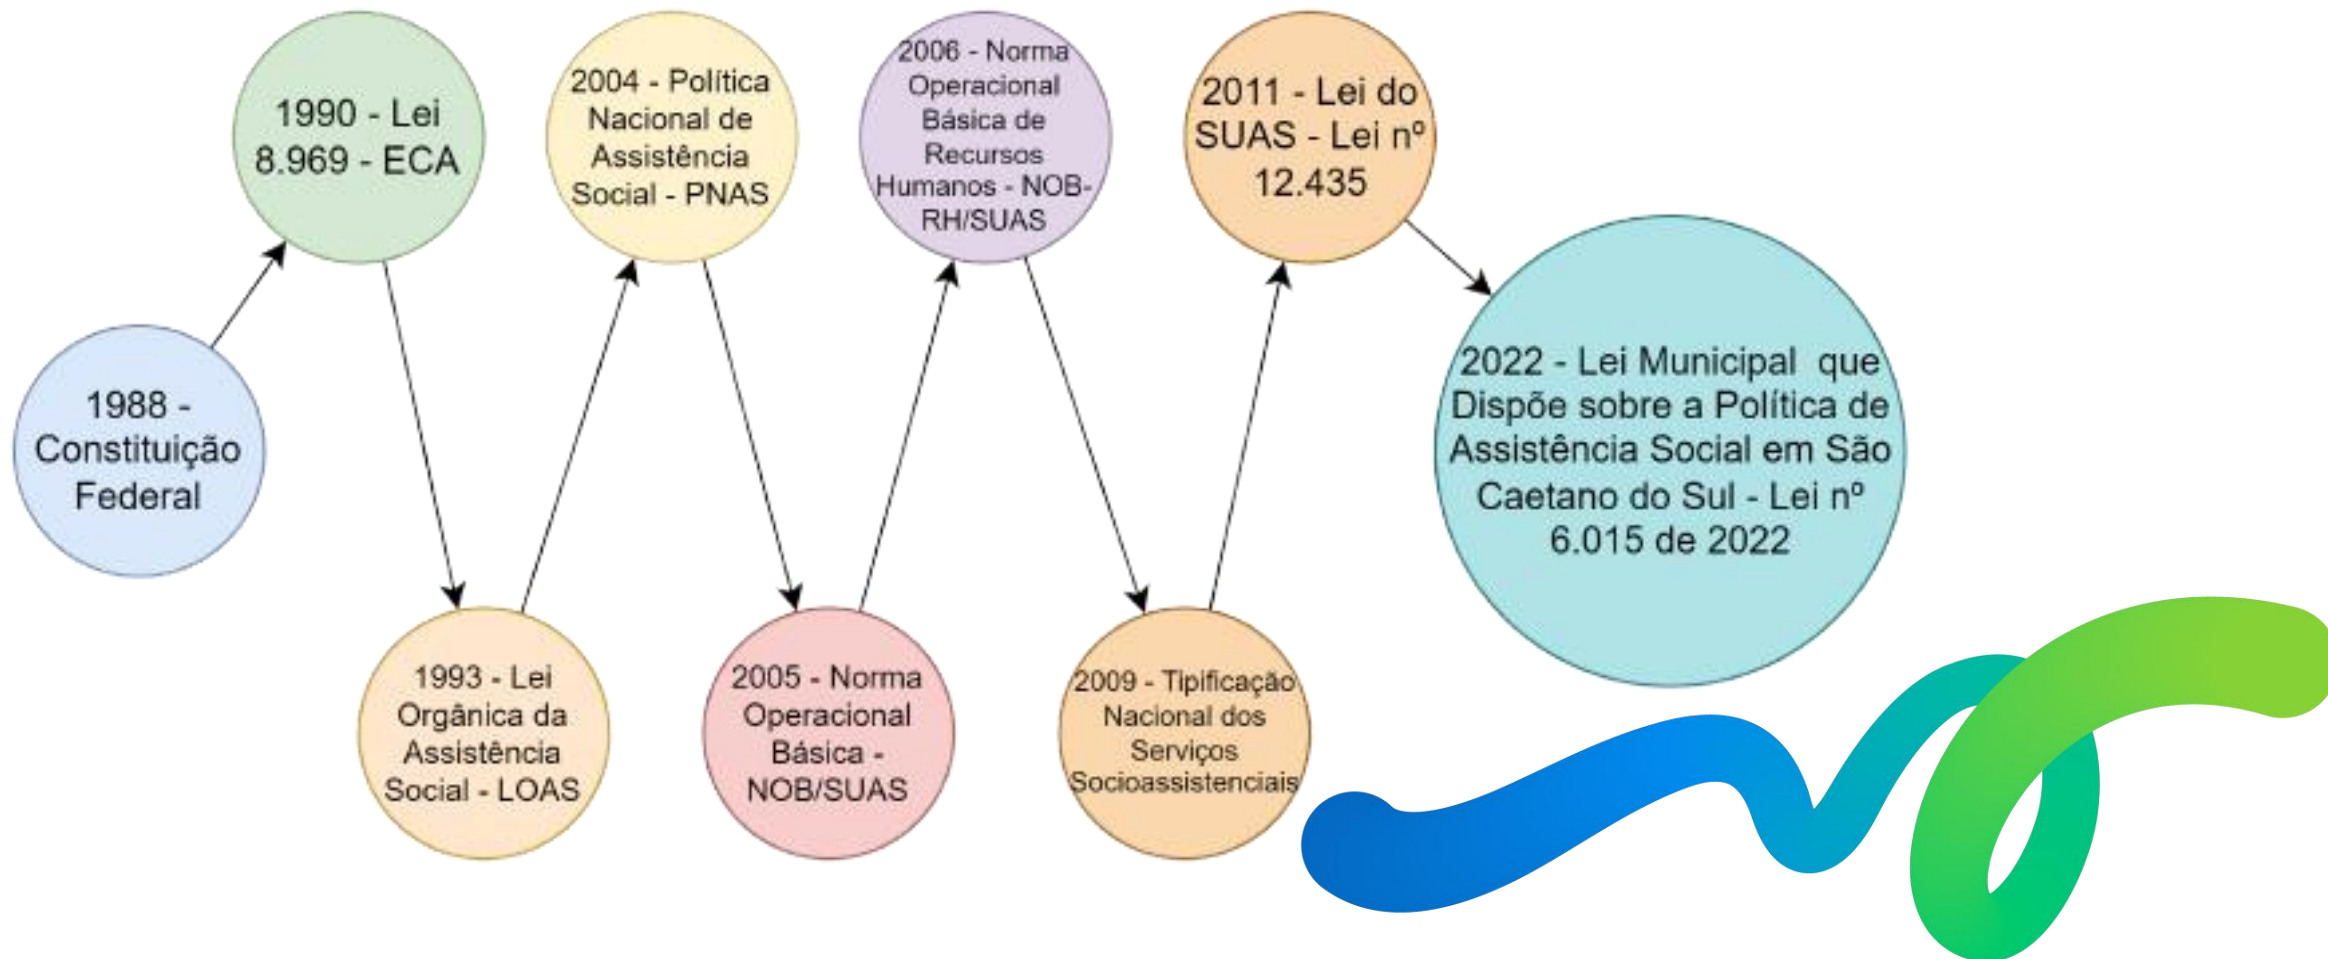 1988 -
Constituição
Federal
1990 - Lei
8.969 - ECA
1993 - Lei
Orgânica da
Assistência
Social - LOAS
2004 - Política
Nacional de
Assistência
Social - PNAS
2005 - Norma
Operacional
Básica -
NOB/SUAS
2006 - Norma
Operacional
Básica de
Recursos
Humanos - NOB-
RH/SUAS
2009 - Tipificação
Nacional dos
Serviços
Socioassistenciais
2011 - Lei do
SUAS - Lei nº
12.435
2022 - Lei Municipal  que
Dispõe sobre a Política de
Assistência Social em São
Caetano do Sul - Lei nº
6.015 de 2022